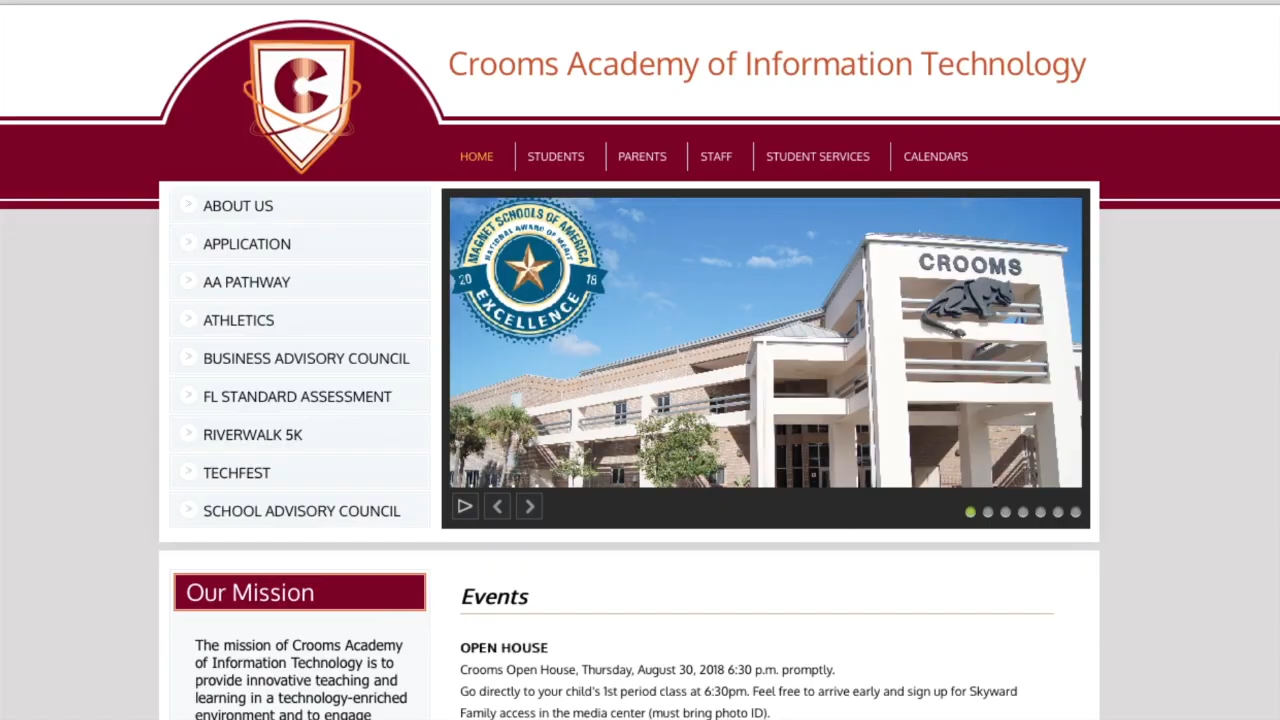 C
Crooms Academy of Information Technology
HOME
STUDENTS
PARENTS
STAFF
STUDENT SERVICES
CALENDARS
ABOUT US
APPLICATION
AA PATHWAY
ATHLETICS
BUSINESS ADVISORY COUNCIL
FL STANDARD ASSESSMENT
RIVERWALK 5K
TECHFEST
SCHOOL ADVISORY COUNCIL
MAGNET SCHOOLS OF AMERICA
NATIONAL AWARD OF MERIT
20 18
EXCELLENCE
CROOMS
Our Mission
The mission of Crooms Academy
of Information Technology is to
provide innovative teaching and
learning in a technology-enriched
environment and to engage
Events
OPEN HOUSE
Crooms Open House, Thursday, August 30, 2018 6:30 p.m. promptly.
Go directly to your child's 1st period class at 6:30pm. Feel free to arrive early and sign up for Skyward
Family access in the media center (must bring photo ID).